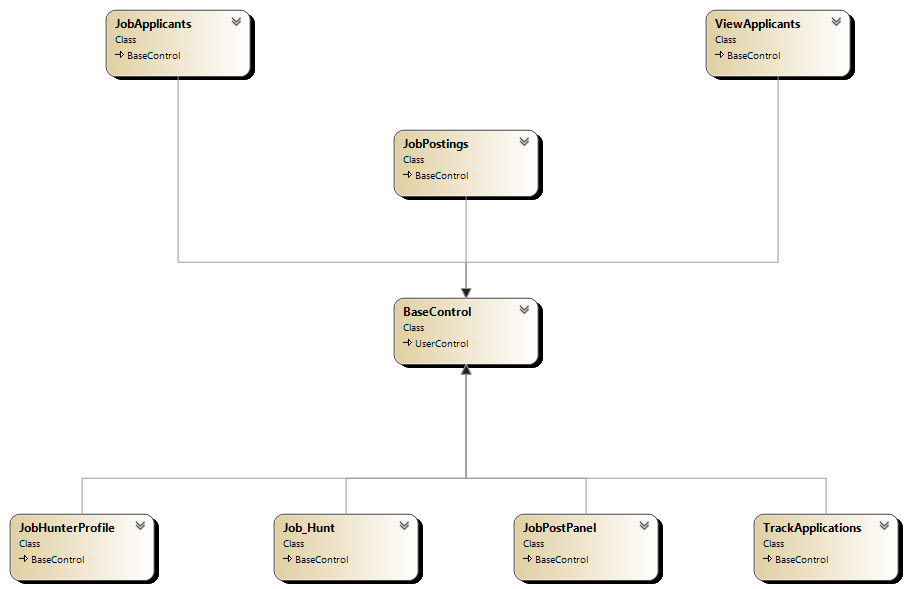 JobApplicants
Class
BaseControl
ViewApplicants
Class
BaseControl
JobPostings
Class
BaseControl
BaseControl
Class
UserControl
JobHunterProfile
Class
BaseControl
Job_Hunt
Class
BaseControl
JobPostPanel
Class
BaseControl
TrackApplications
Class
BaseControl